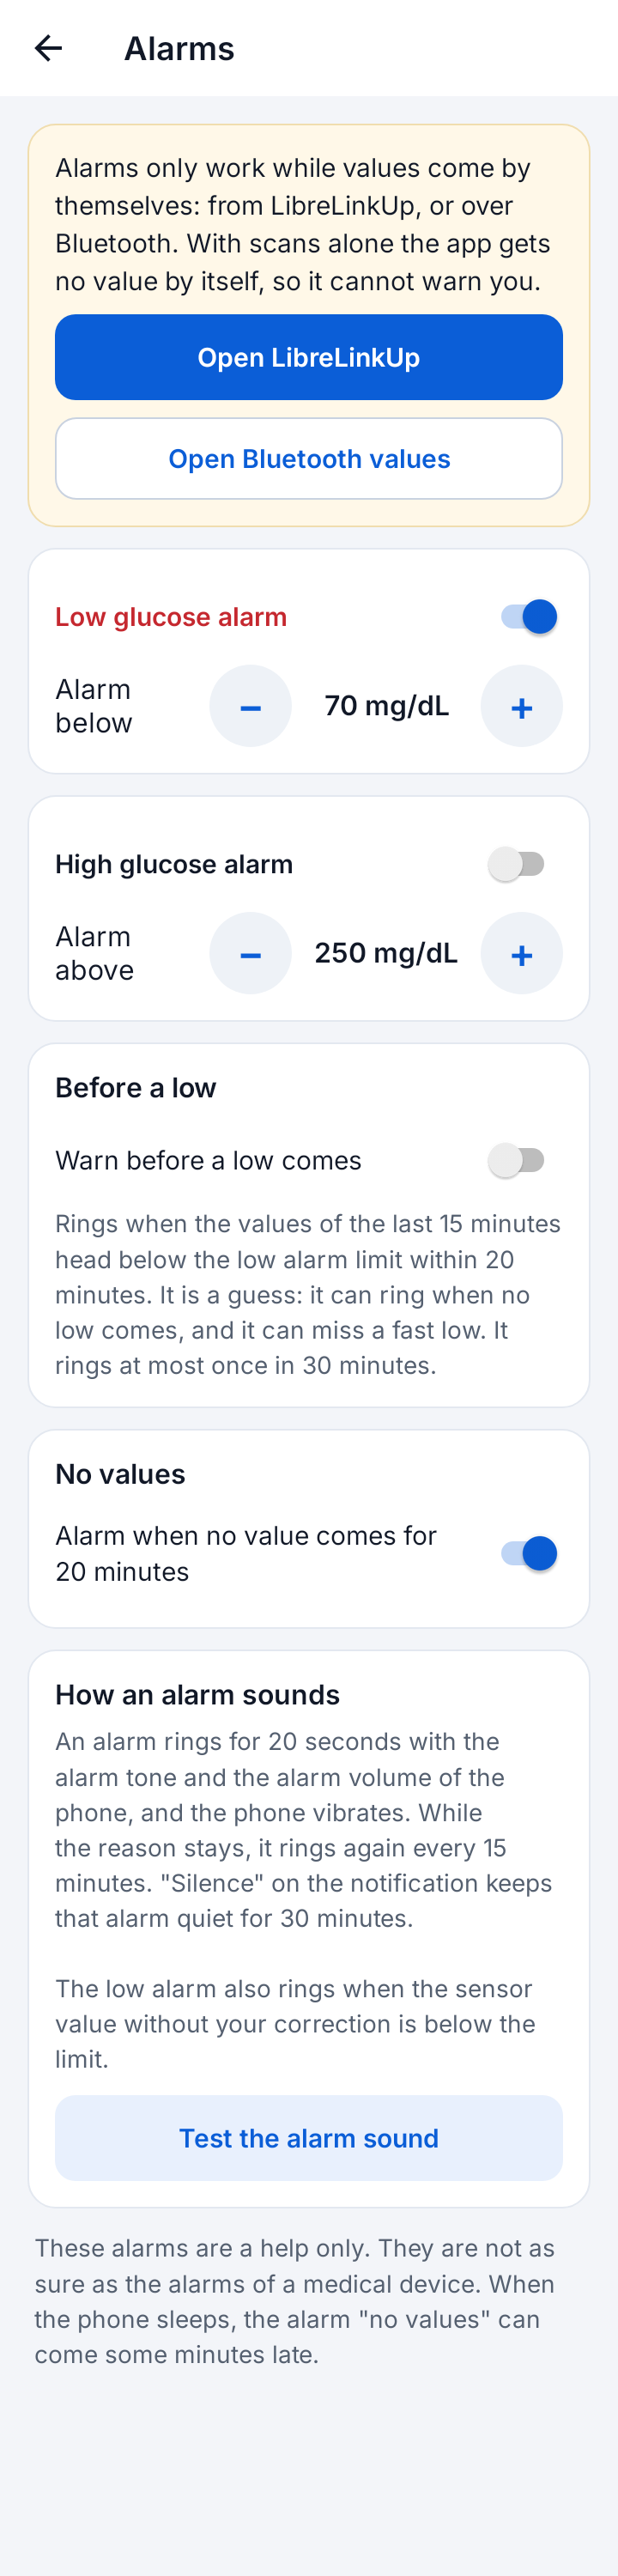 Alarms
Alarms only work while values come by
themselves: from LibreLinkUp, or over
Bluetooth. With scans alone the app gets
no value by itself, so it cannot warn you.
Open LibreLinkUp
Open Bluetooth values
Low glucose alarm
Alarm
below
− 70 mg/dL +
High glucose alarm
Alarm
above
− 250 mg/dL +
Before a low
Warn before a low comes
Rings when the values of the last 15 minutes
head below the low alarm limit within 20
minutes. It is a guess: it can ring when no
low comes, and it can miss a fast low. It
rings at most once in 30 minutes.
No values
Alarm when no value comes for
20 minutes
How an alarm sounds
An alarm rings for 20 seconds with the
alarm tone and the alarm volume of the
phone, and the phone vibrates. While
the reason stays, it rings again every 15
minutes. "Silence" on the notification keeps
that alarm quiet for 30 minutes.
The low alarm also rings when the sensor
value without your correction is below the
limit.
Test the alarm sound
These alarms are a help only. They are not as
sure as the alarms of a medical device. When
the phone sleeps, the alarm "no values" can
come some minutes late.